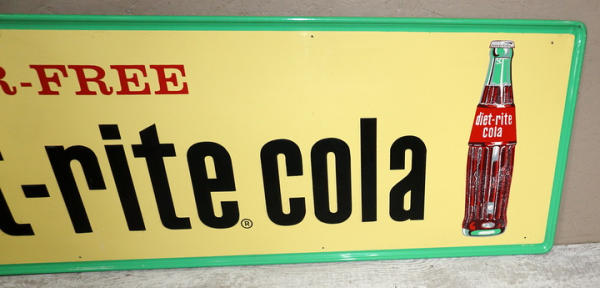 R-FREE
t-rite® cola
diet-rite
cola